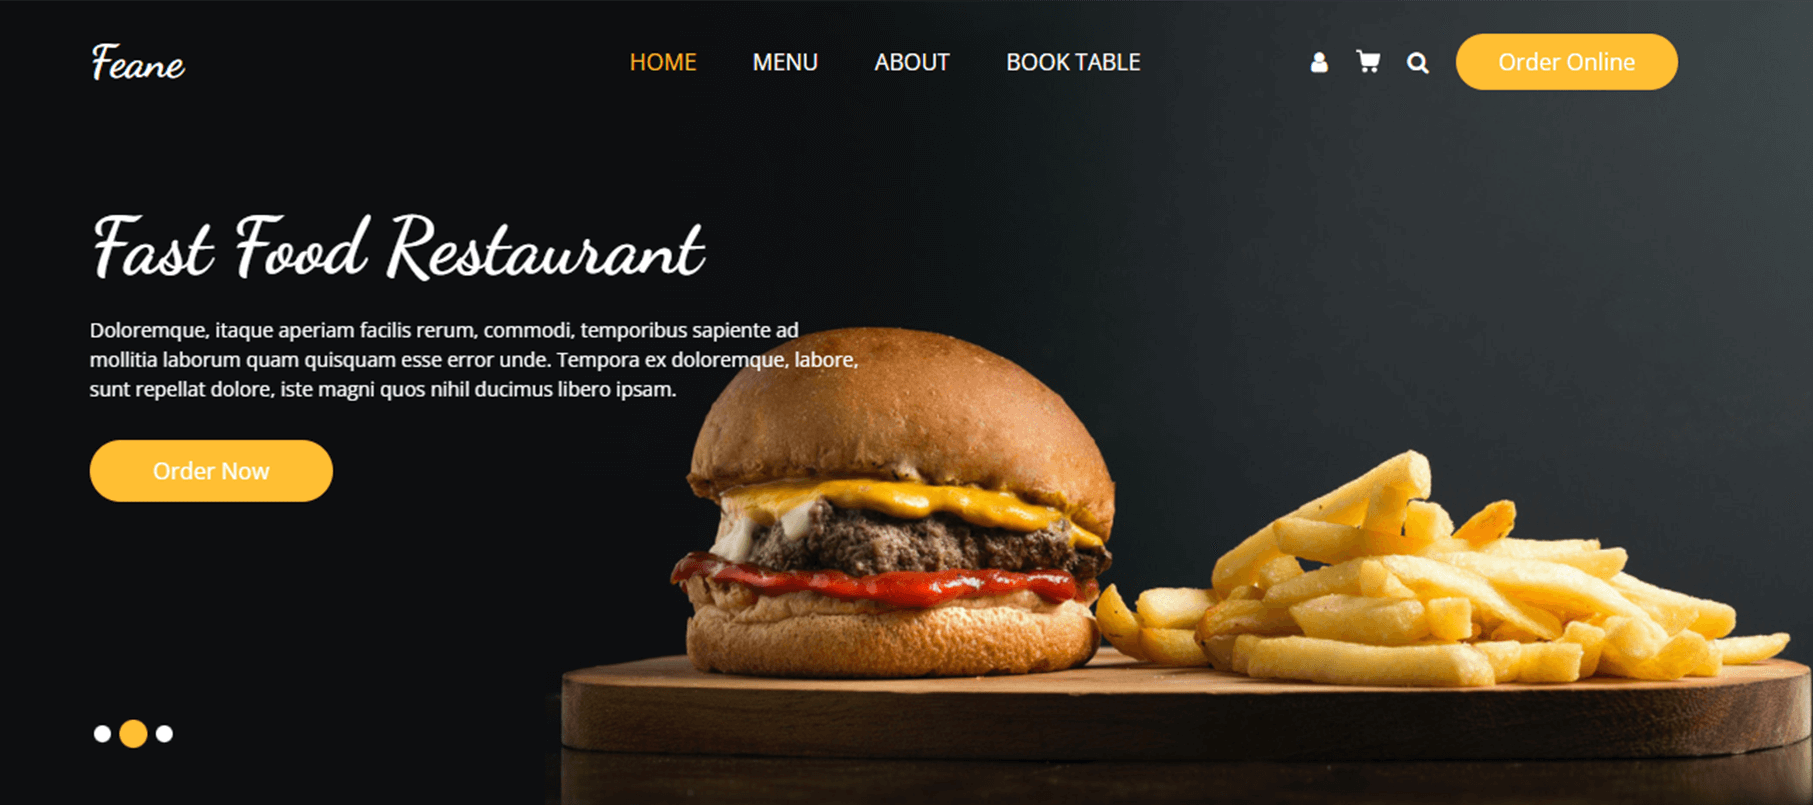 Feane
HOME MENU ABOUT BOOK TABLE
Order Online
Fast Food Restaurant
Doloremque, itaque aperiam facilis rerum, commodi, temporibus sapiente ad
mollitia laborum quam quisquam esse error unde. Tempora ex doloremque, labore,
sunt repellat dolore, iste magni quos nihil ducimus libero ipsam.
Order Now